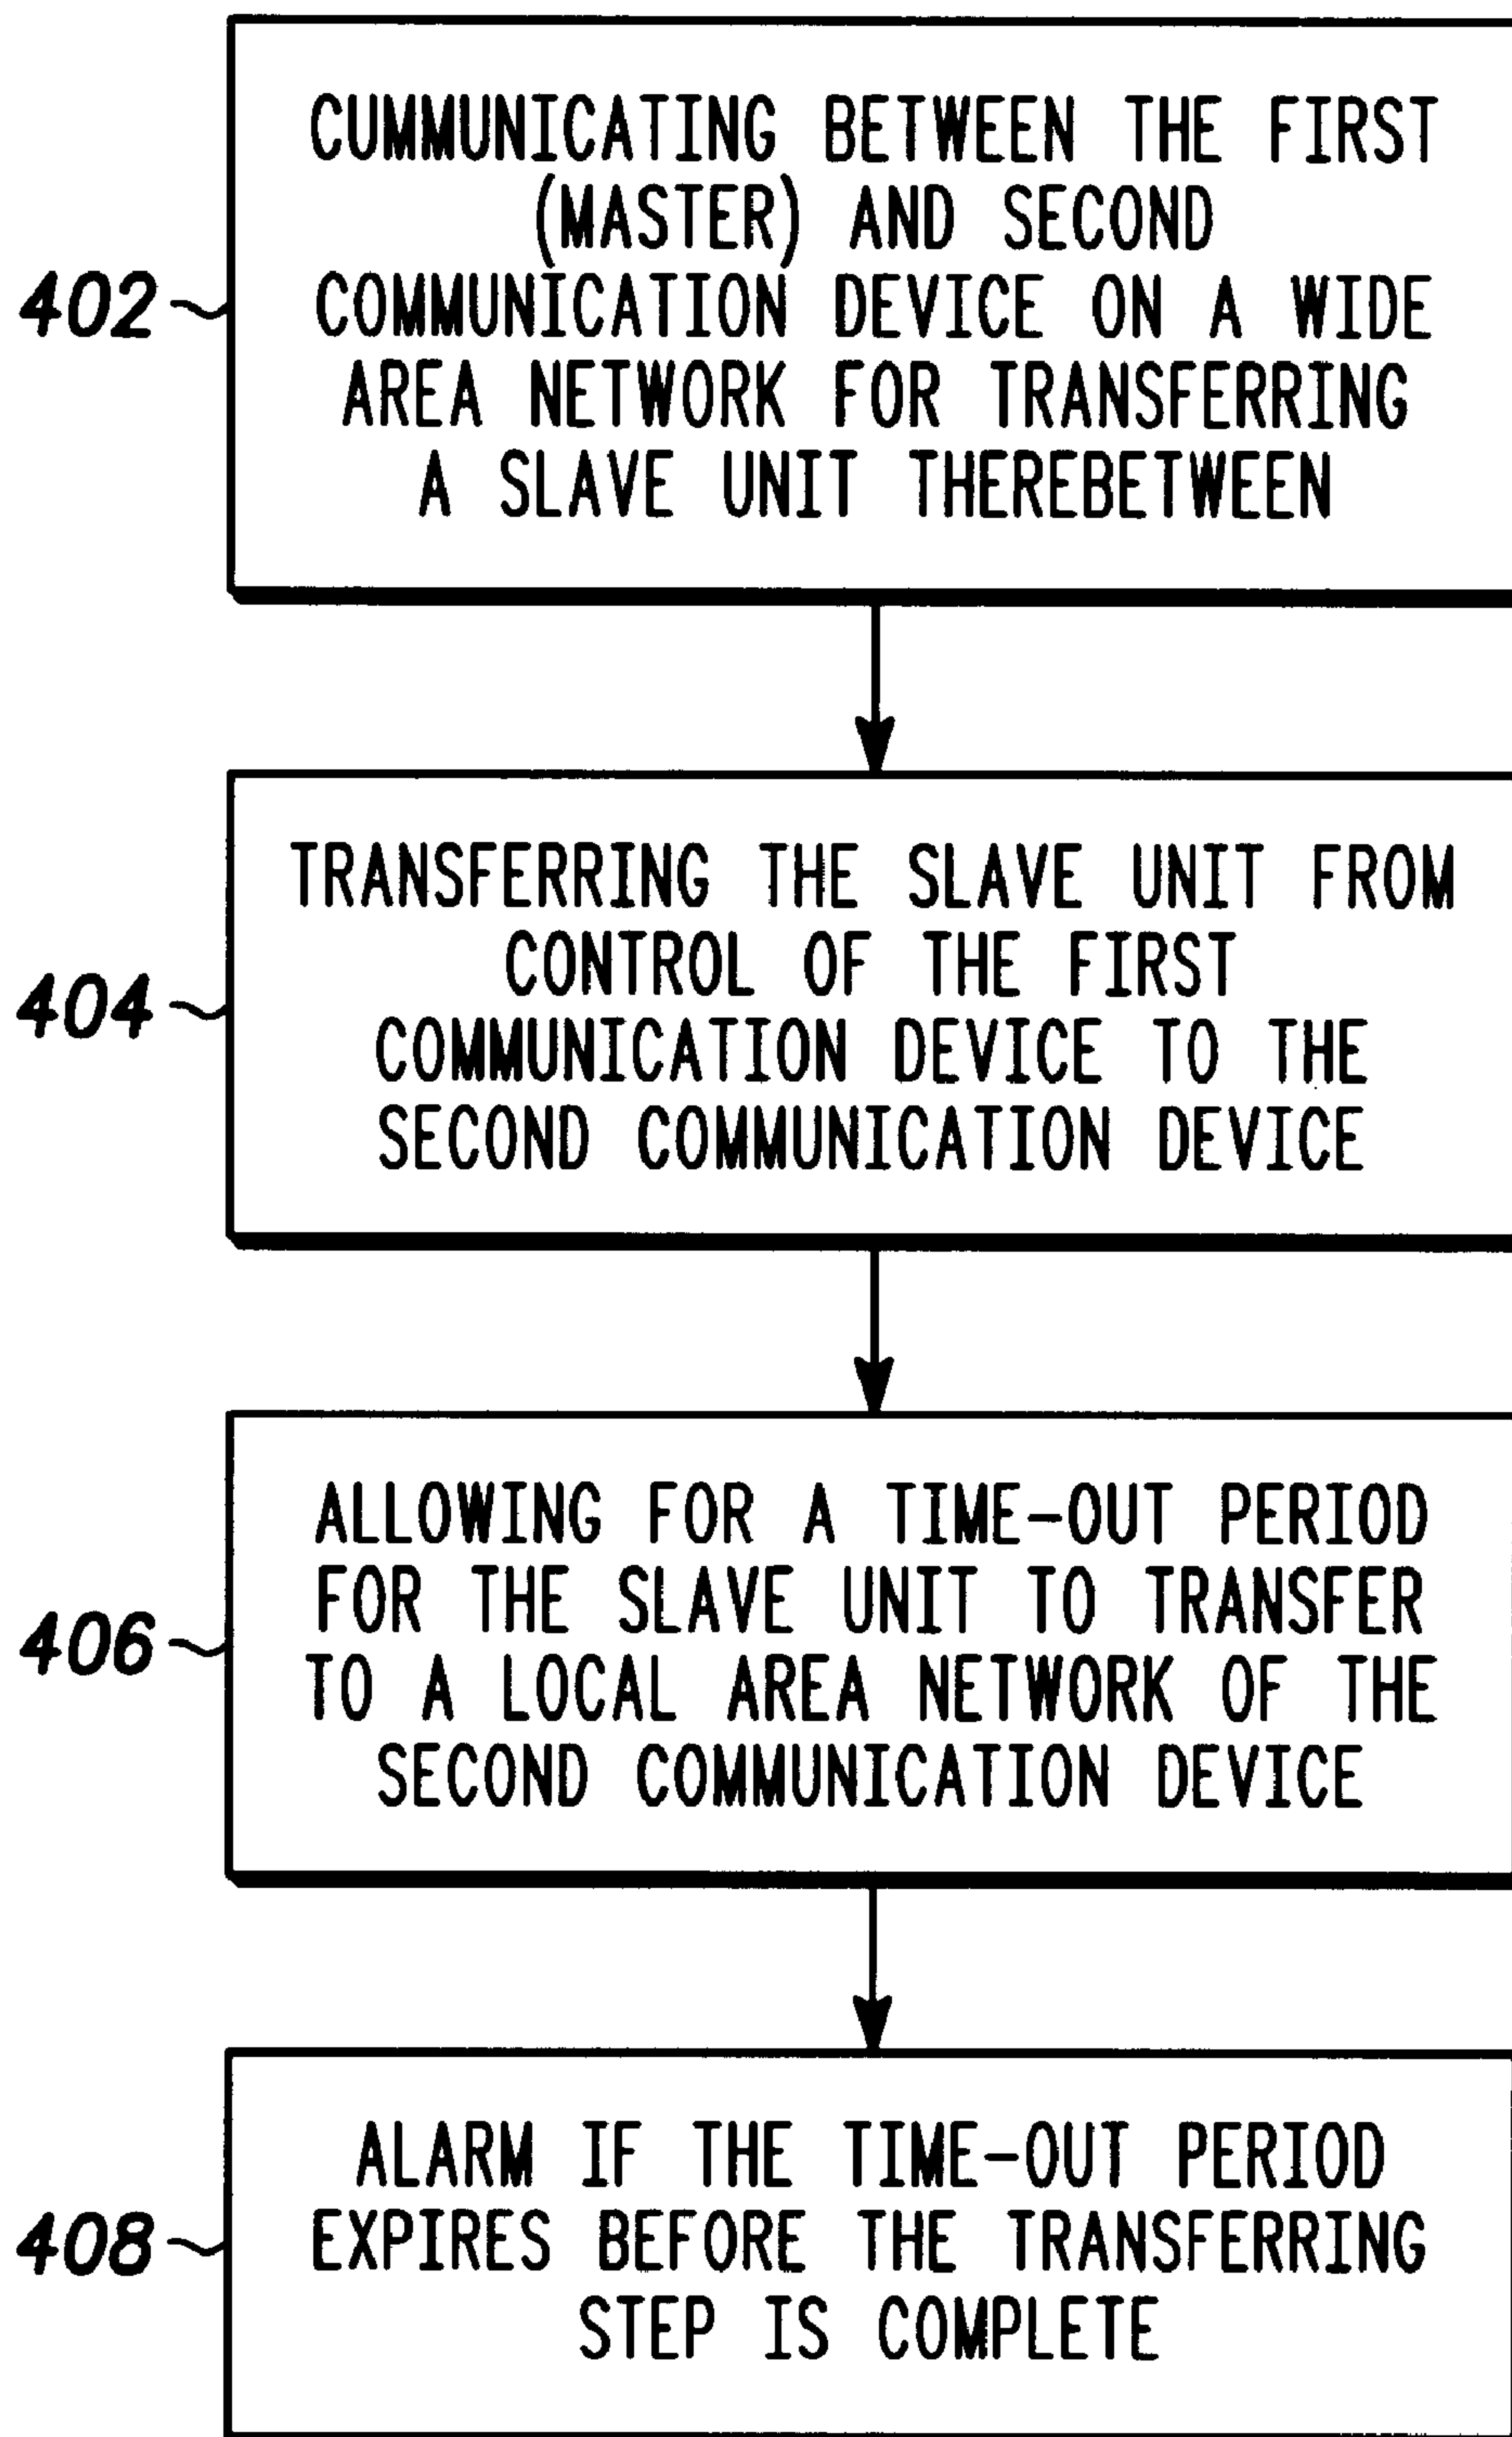 CUMMUNICATING BETWEEN THE FIRST
(MASTER) AND SECOND
402
COMMUNICATION DEVICE ON A WIDE
AREA NETWORK FOR TRANSFERRING
A SLAVE UNIT THEREBETWEEN
TRANSFERRING THE SLAVE UNIT FROM
CONTROL OF THE FIRST
404
COMMUNICATION DEVICE TO THE
SECOND COMMUNICATION DEVICE
ALLOWING FOR A TIME-OUT PERIOD
FOR THE SLAVE UNIT TO TRANSFER
406
TO A LOCAL AREA NETWORK OF THE
SECOND COMMUNICATION DEVICE
ALARM IF THE TIME-OUT PERIOD
408
EXPIRES BEFORE THE TRANSFERRING
STEP IS COMPLETE